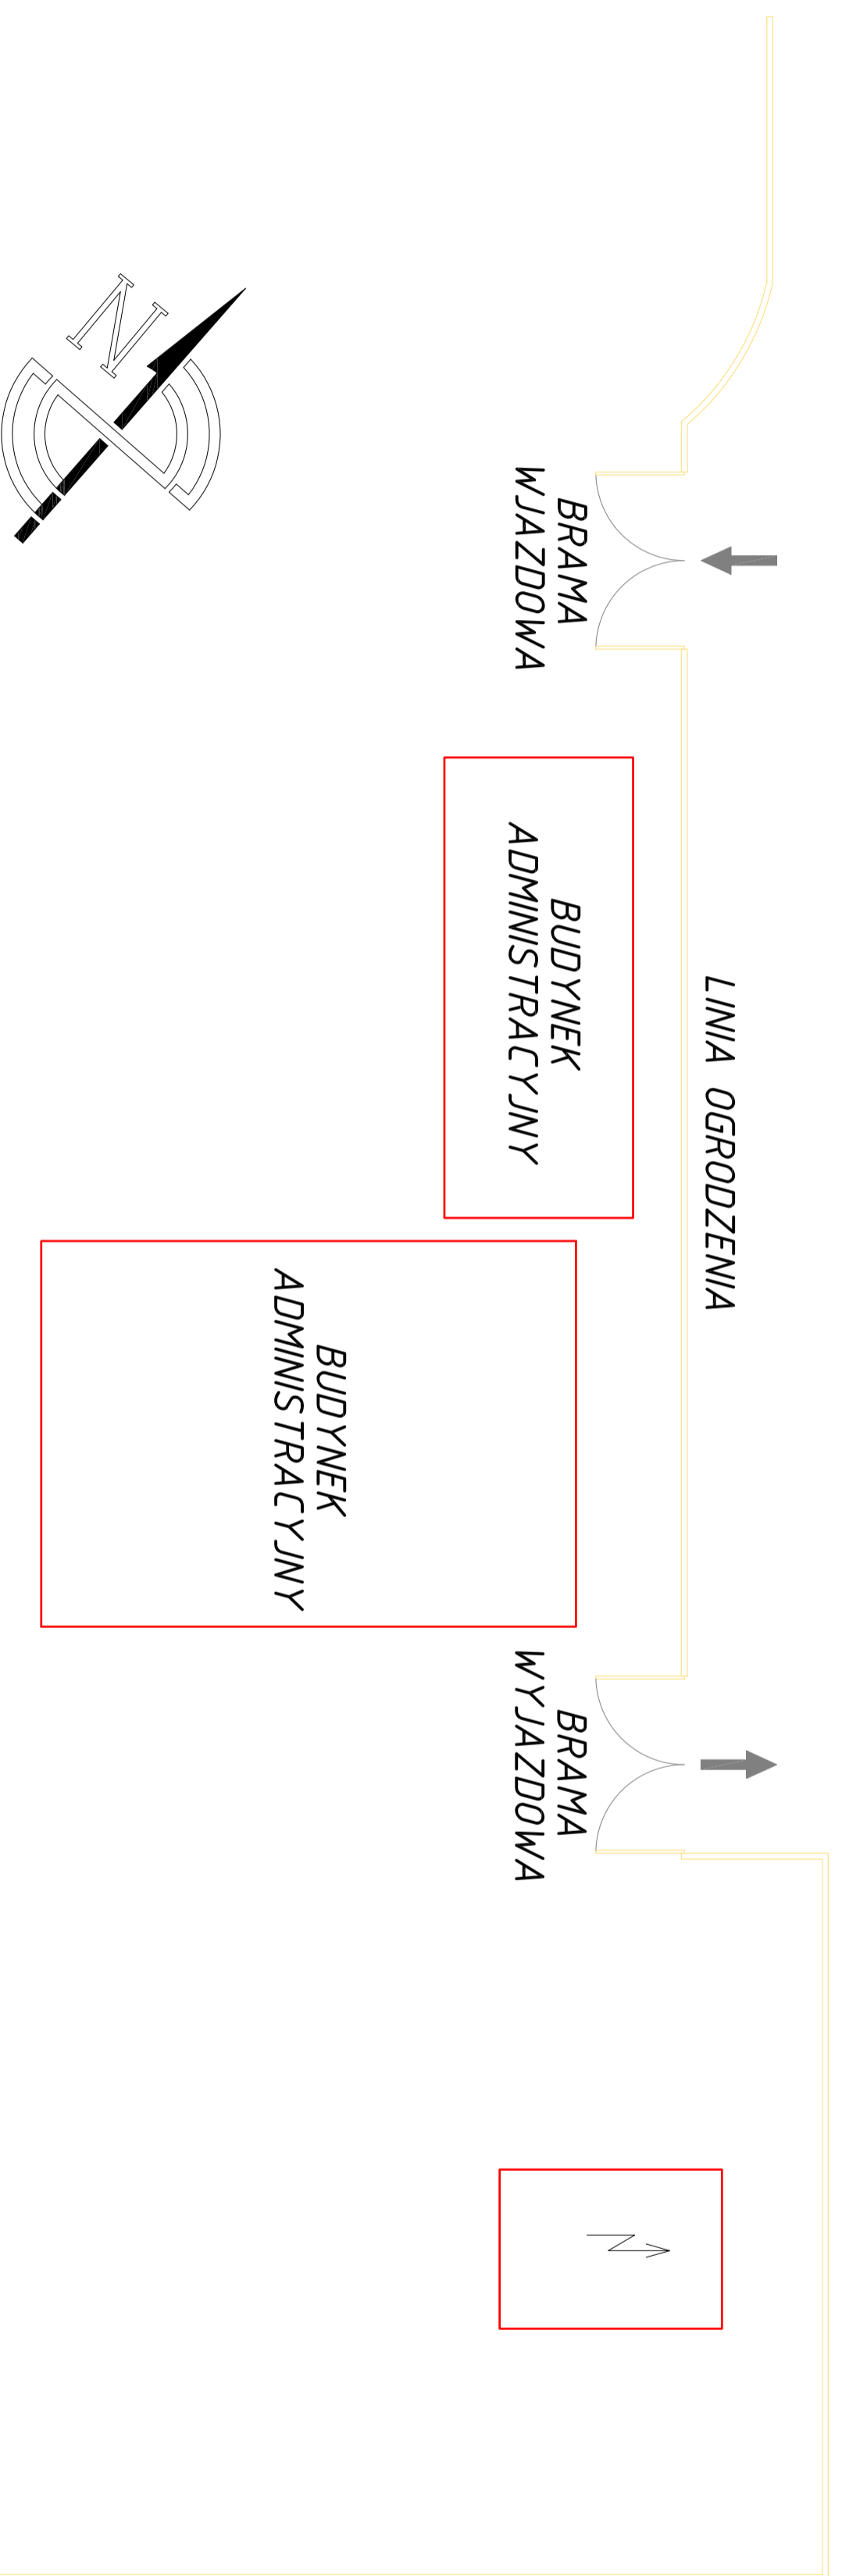 N
BRAMA
WJAZDOWA
BUDYNEK
ADMINISTRACYJNY
LINIA OGRODZENIA
BUDYNEK
ADMINISTRACYJNY
BRAMA
WYJAZDOWA